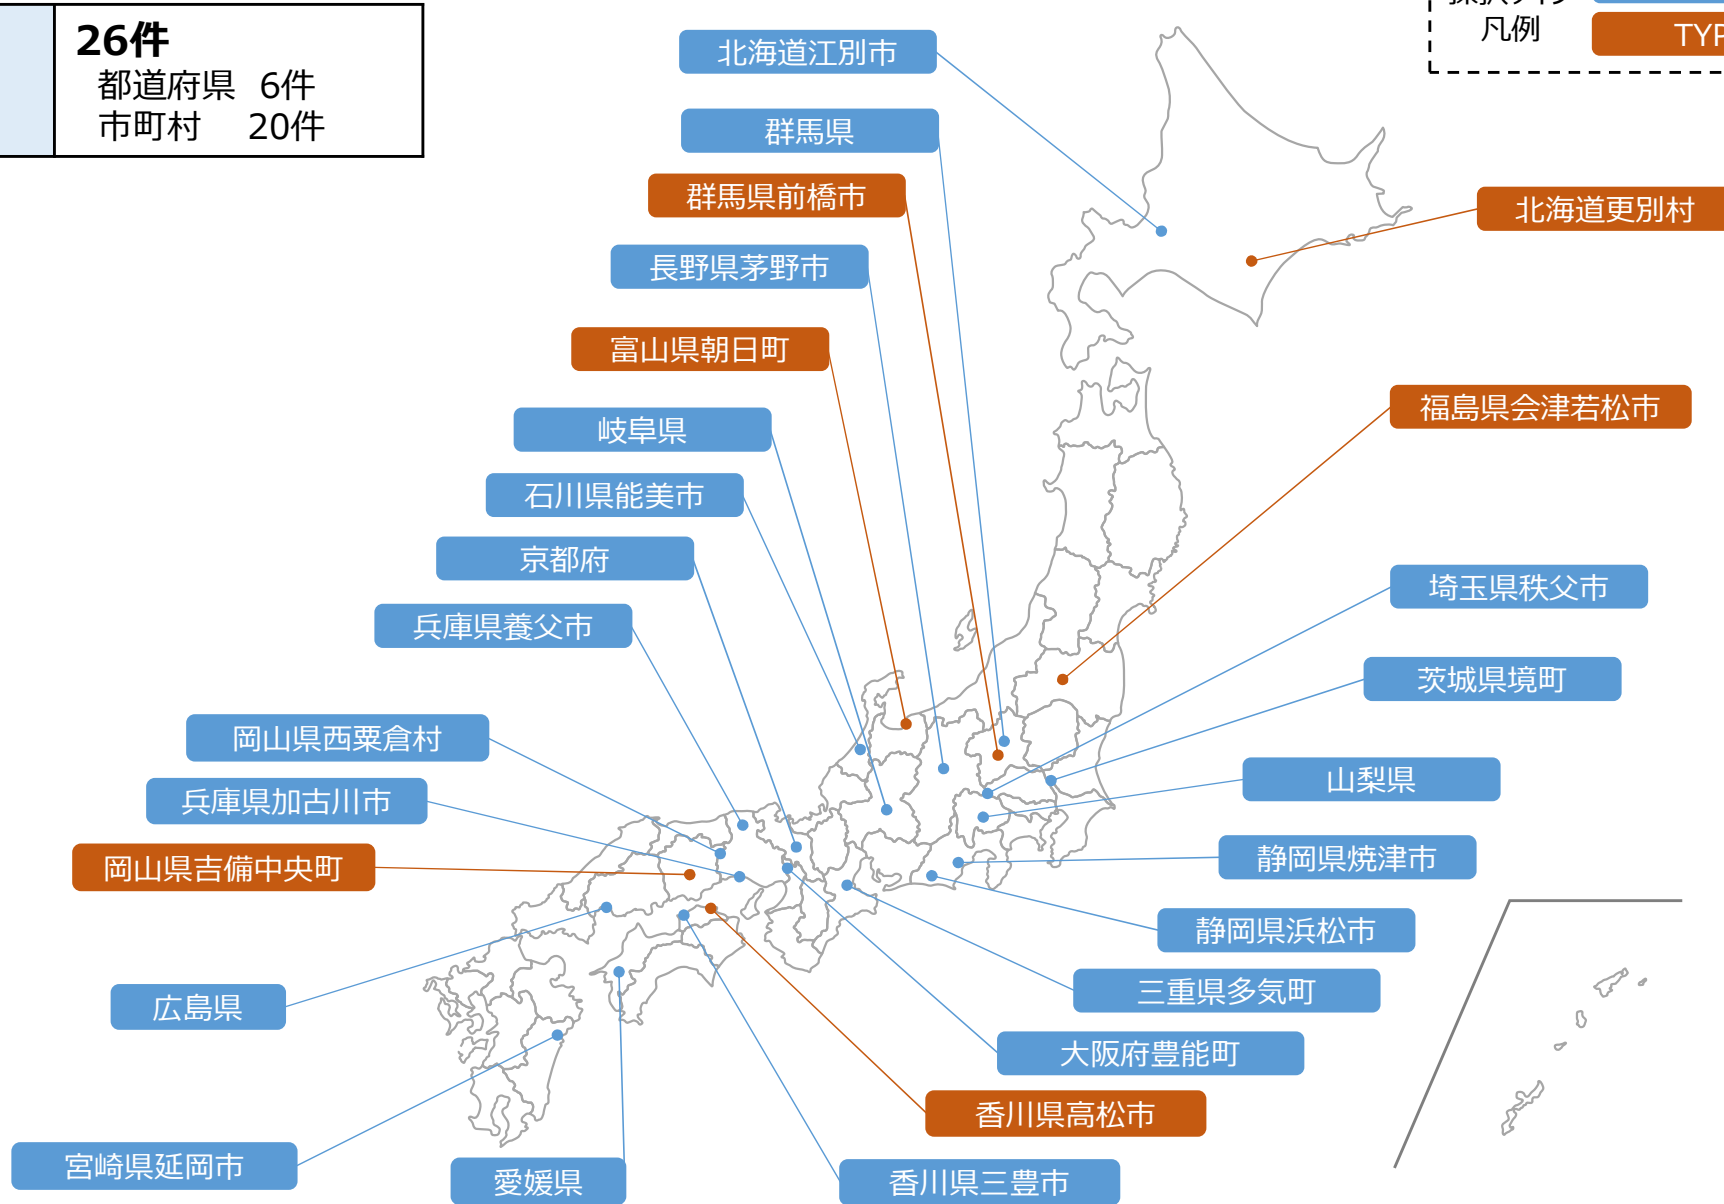 26件
都道府県 6件
市町村 20件
凡例
TYP
北海道江別市
群馬県
群馬県前橋市
北海道更別村
長野県茅野市
富山県朝日町
福島県会津若松市
岐阜県
石川県能美市
京都府
埼玉県秩父市
兵庫県養父市
茨城県境町
岡山県西粟倉村
山梨県
兵庫県加古川市
静岡県焼津市
岡山県吉備中央町
静岡県浜松市
三重県多気町
広島県
大阪府豊能町
香川県高松市
宮崎県延岡市
愛媛県
香川県三豊市